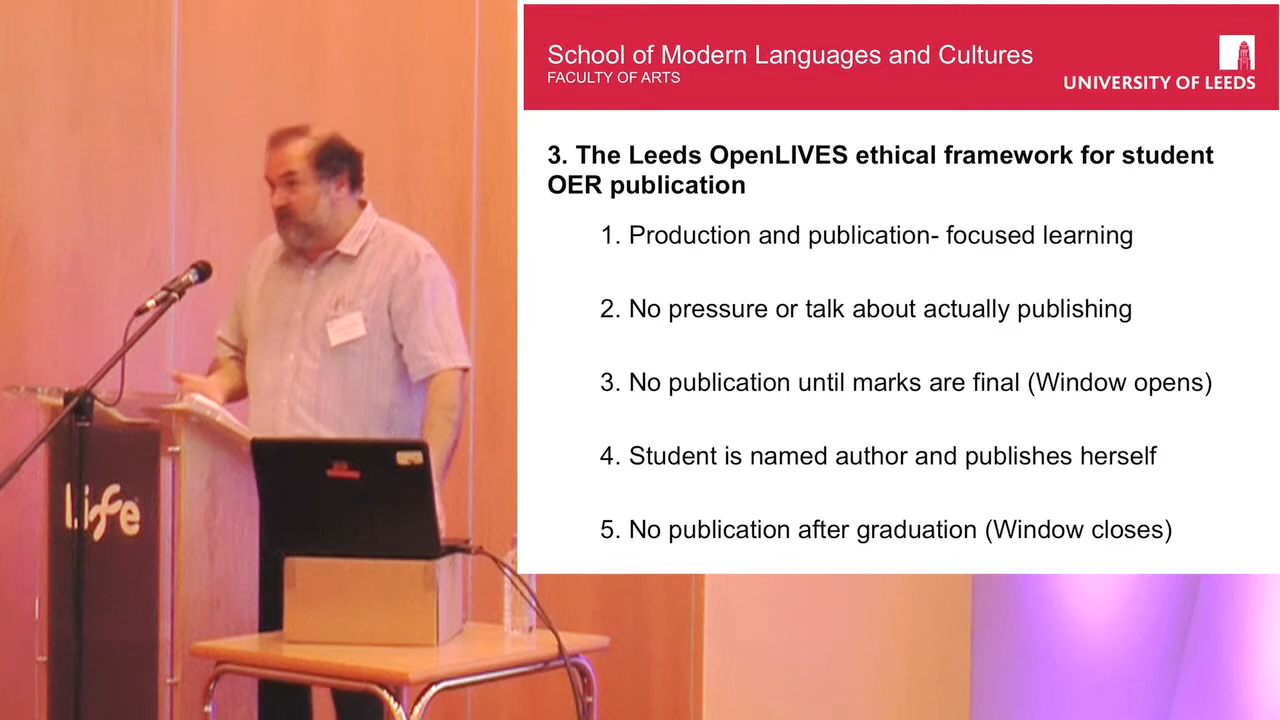 School of Modern Languages and Cultures
FACULTY OF ARTS
UNIVERSITY OF LEEDS
3. The Leeds OpenLIVES ethical framework for student
OER publication
1. Production and publication- focused learning
2. No pressure or talk about actually publishing
3. No publication until marks are final (Window opens)
4. Student is named author and publishes herself
5. No publication after graduation (Window closes)
Life